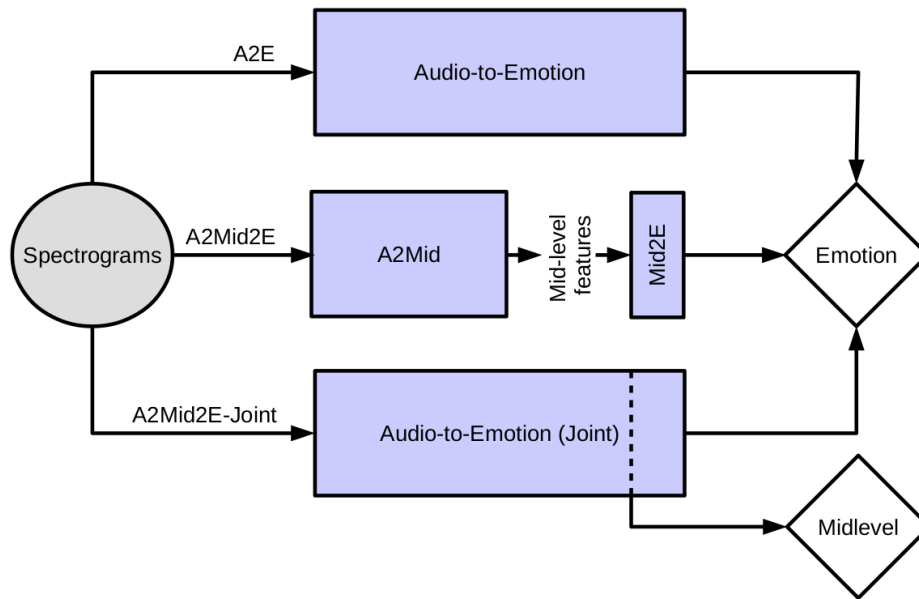 A2E
Audio-to-Emotion
Spectrograms
A2Mid2E
A2Mid
Mid-level
features
Mid2E
Emotion
A2Mid2E-Joint
Audio-to-Emotion (Joint)
Midlevel